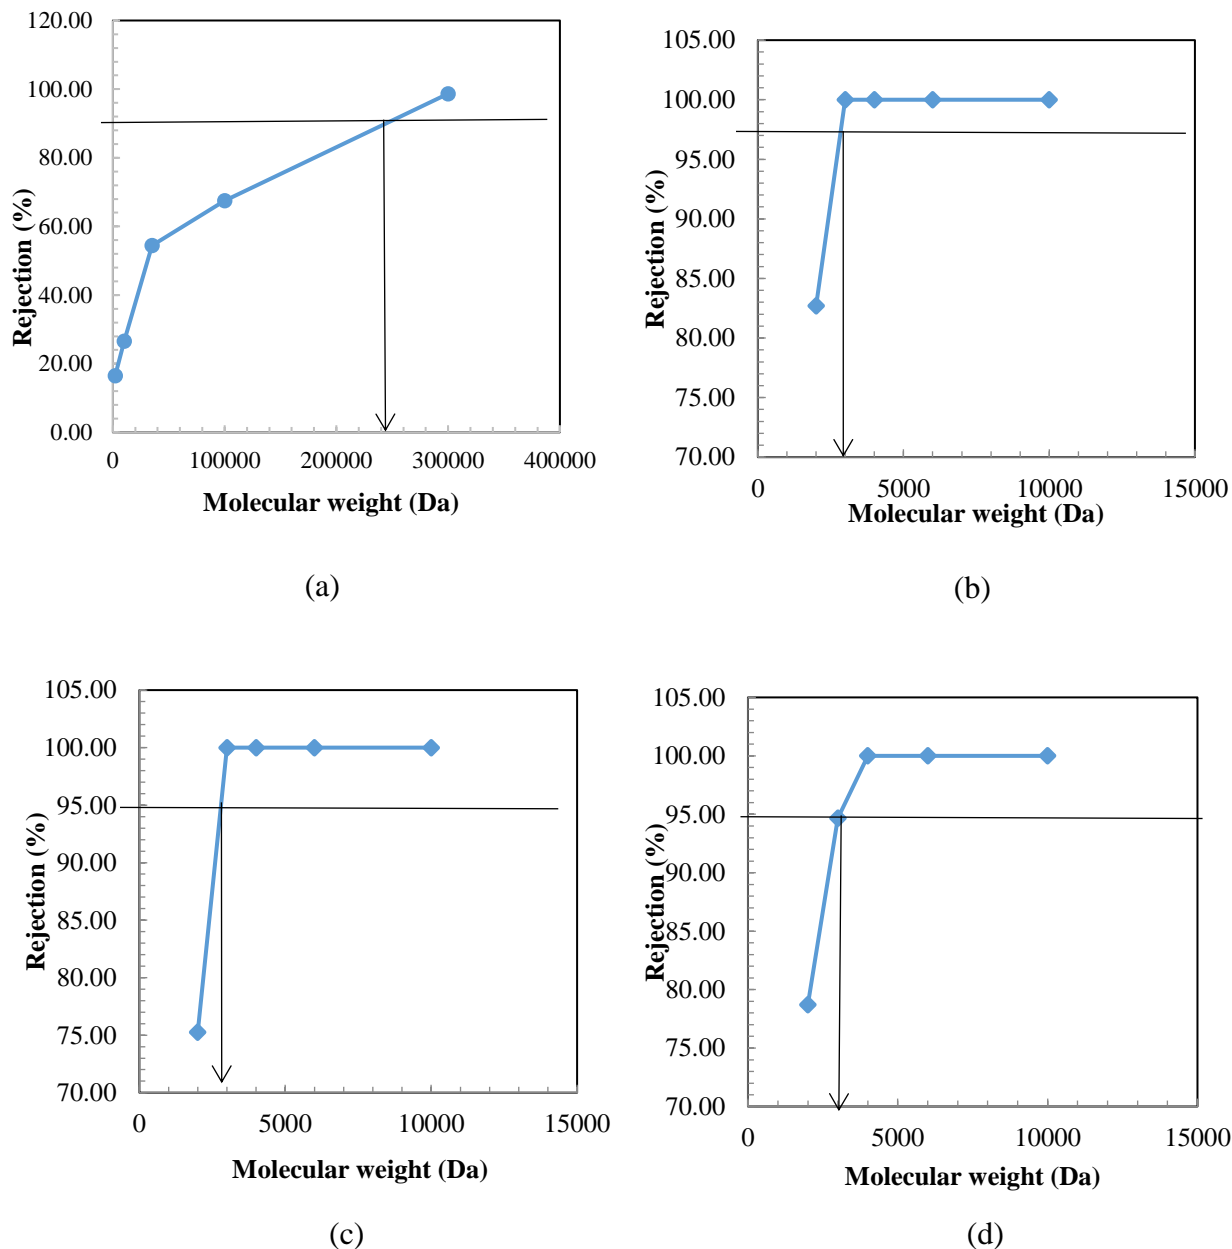 120.00
100.00
80.00
60.00
40.00
20.00
0.00
Rejection (%)
0 100000 200000 300000 400000
Molecular weight (Da)
(a)
105.00
100.00
95.00
90.00
85.00
80.00
75.00
70.00
Rejection (%)
0 5000 10000 15000
Molecular weight (Da)
(b)
105.00
100.00
95.00
90.00
85.00
80.00
75.00
70.00
Rejection (%)
0 5000 10000 15000
Molecular weight (Da)
(c)
105.00
100.00
95.00
90.00
85.00
80.00
75.00
70.00
Rejection (%)
0 5000 10000 15000
Molecular weight (Da)
(d)